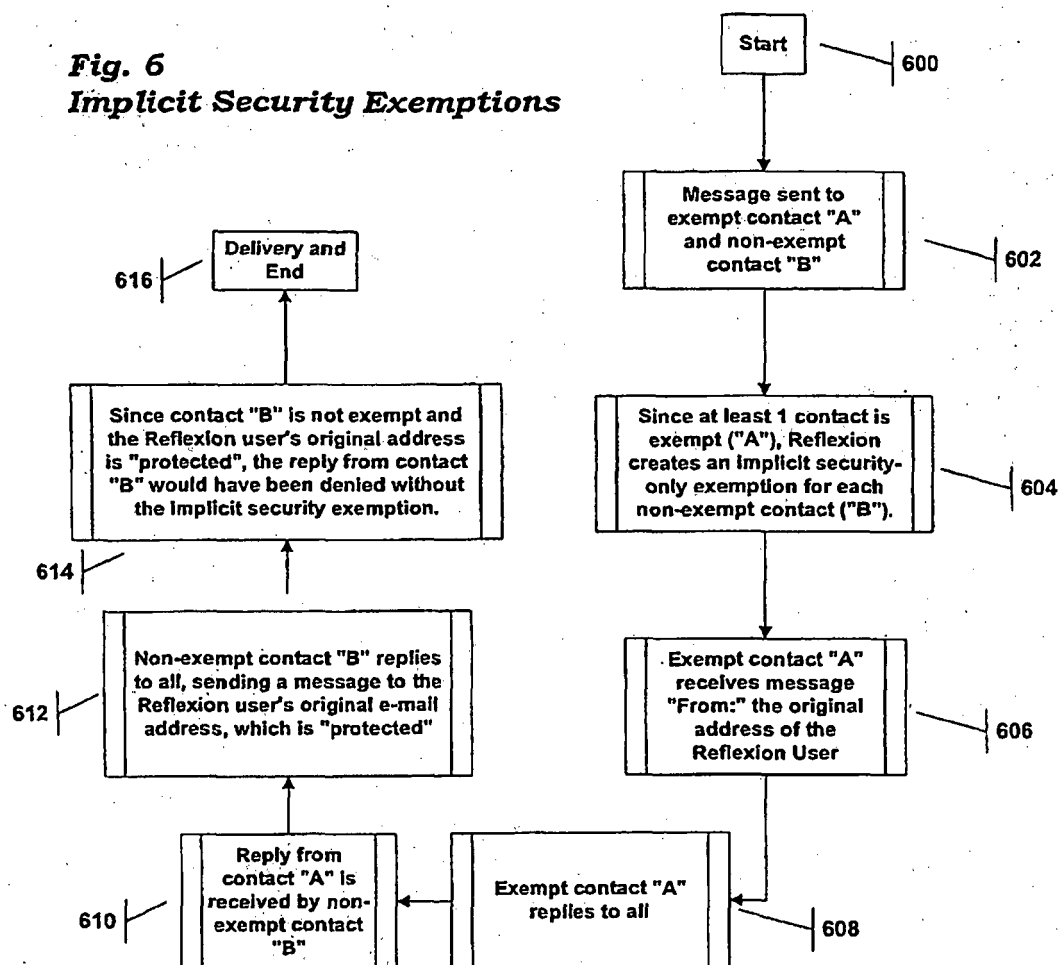 Fig. 6
Implicit Security Exemptions
Start
600
Message sent to
exempt contact "A"
and non-exempt
contact "B"
602
Since at least 1 contact is
exempt ("A"), Reflexion
creates an implicit security-
only exemption for each
non-exempt contact ("B").
604
Exempt contact "A"
receives message
"From:" the original
address of the
Reflexion User
606
Exempt contact "A"
replies to all
608
Reply from
contact "A" is
received by non-
exempt contact
"B"
610
Non-exempt contact "B" replies
to all, sending a message to the
Reflexion user's original e-mail
address, which is "protected"
612
Since contact "B" is not exempt and
the Reflexion user's original address
is "protected", the reply from contact
"B" would have been denied without
the implicit security exemption.
614
Delivery and
End
616